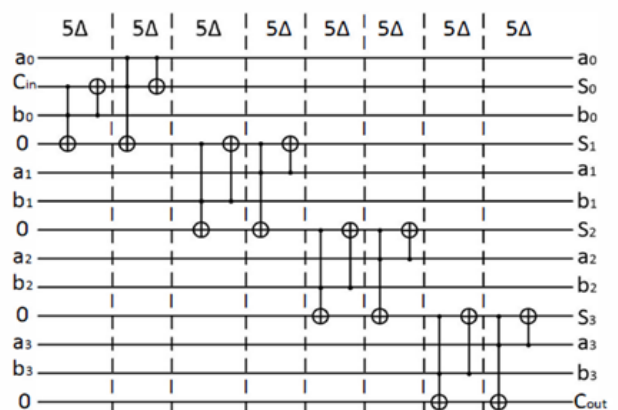 5Δ 5Δ 5Δ 5Δ 5Δ 5Δ 5Δ 5Δ
a₀ a₀
Cᵢₙ S₀
b₀ b₀
0 S₁
a₁ a₁
b₁ b₁
0 S₂
a₂ a₂
b₂ b₂
0 S₃
a₃ a₃
b₃ b₃
0 Cₒᵤₜ